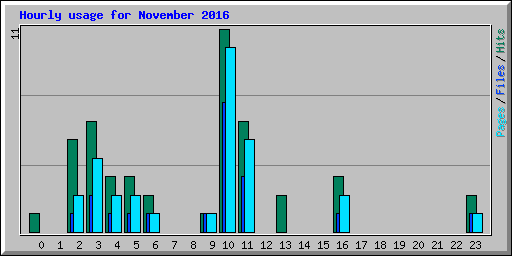 Hourly usage for November 2016
11
Pages/Files/Hits
0 1 2 3 4 5 6 7 8 9 10 11 12 13 14 15 16 17 18 19 20 21 22 23